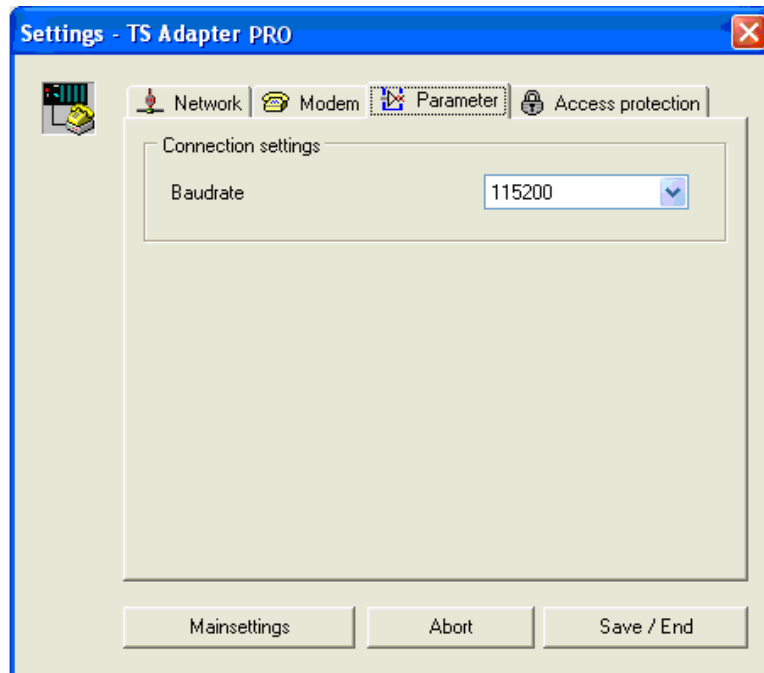 Settings - TS Adapter PRO
Network Modem Parameter Access protection
Connection settings
Baudrate 115200
Mainsettings Abort Save / End